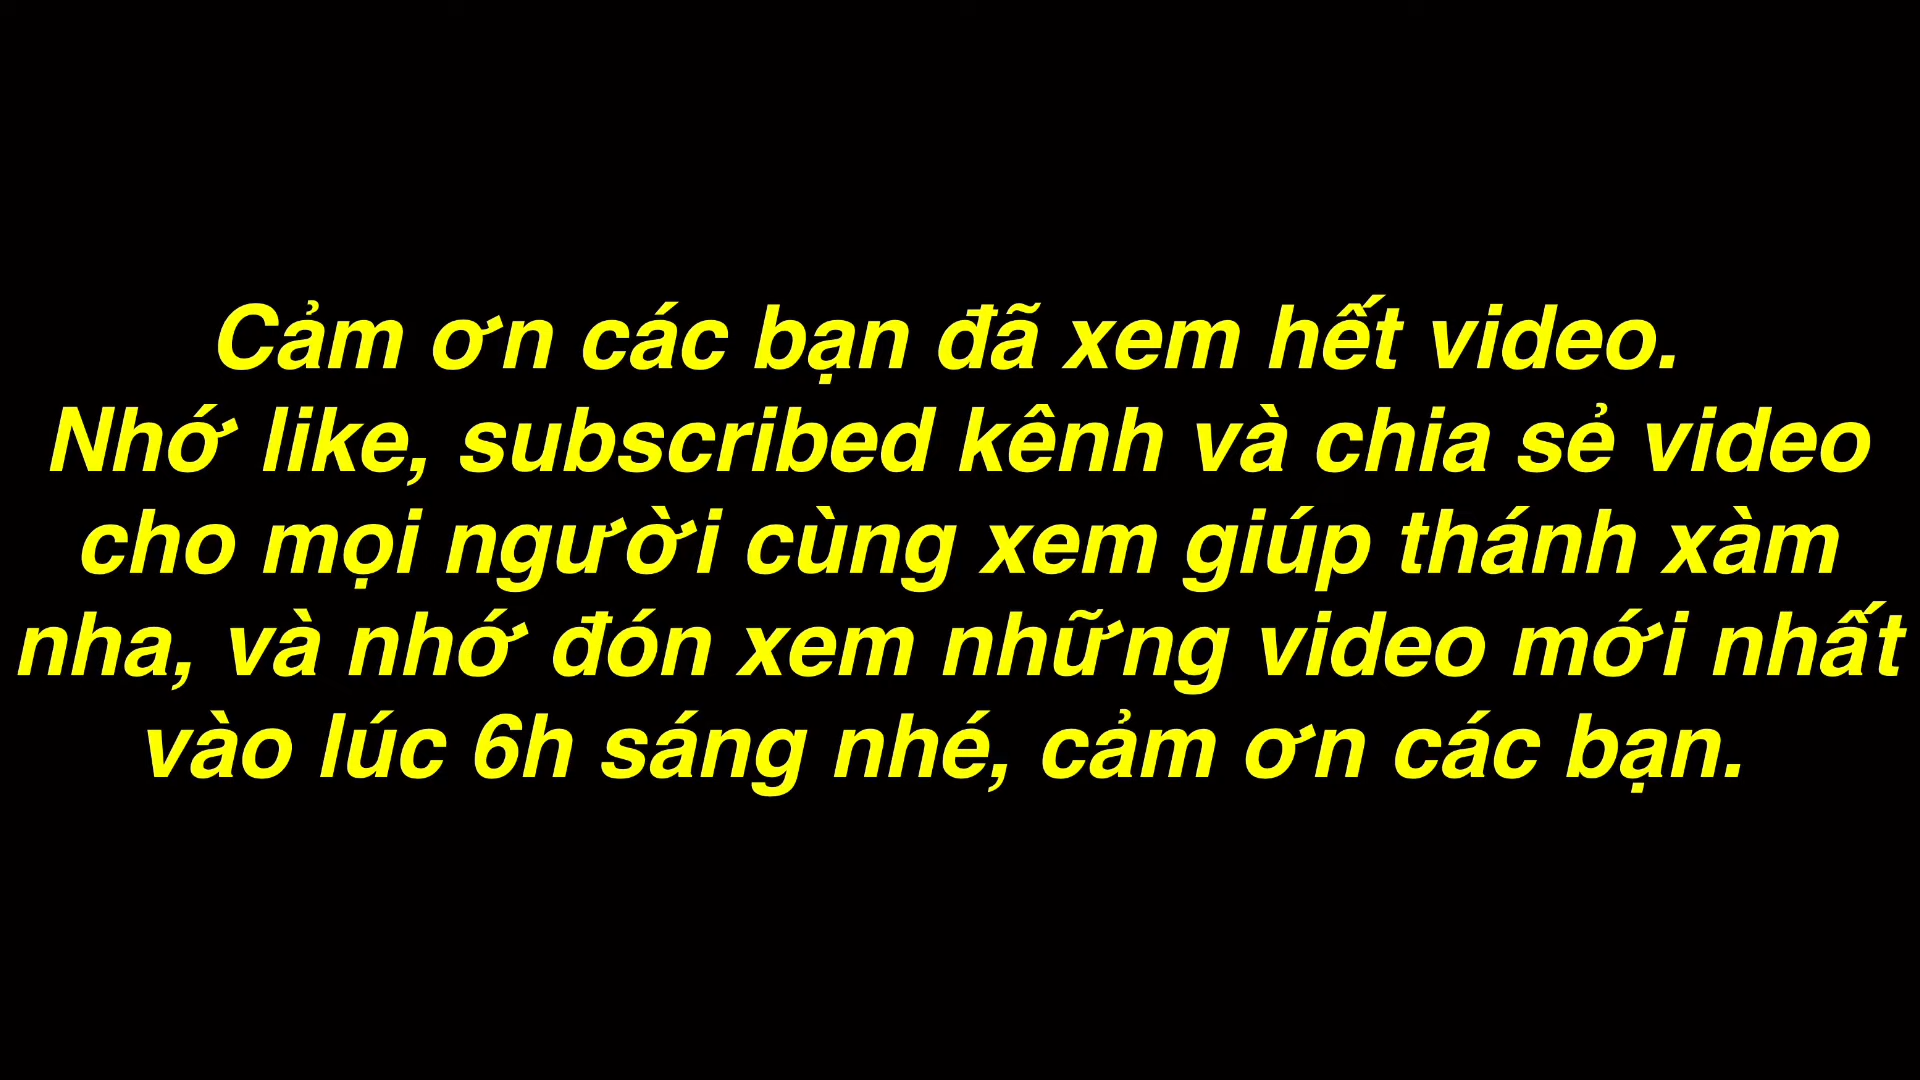 Cảm ơn các bạn đã xem hết video.
Nhớ like, subscribed kênh và chia sẻ video
cho mọi người cùng xem giúp thánh xàm
nha, và nhớ đón xem những video mới nhất
vào lúc 6h sáng nhé, cảm ơn các bạn.